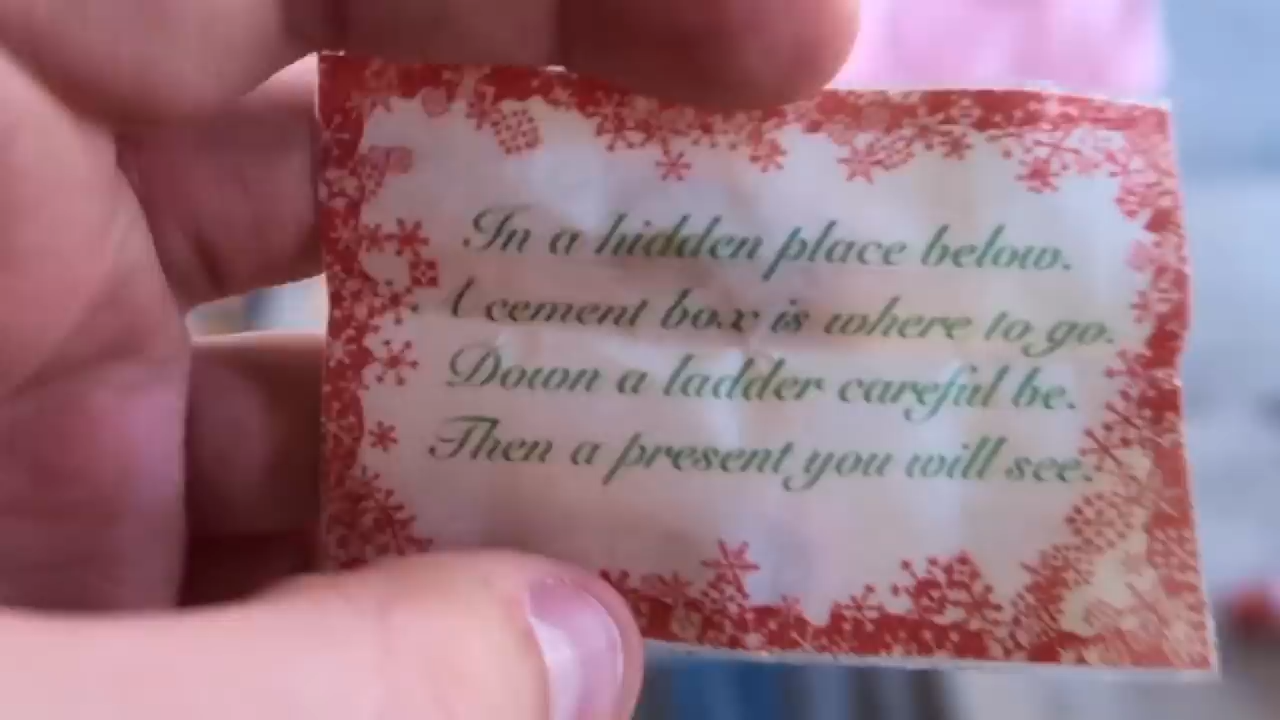 In a hidden place below.
A cement box is where to go.
Down a ladder careful be.
Then a present you will see.